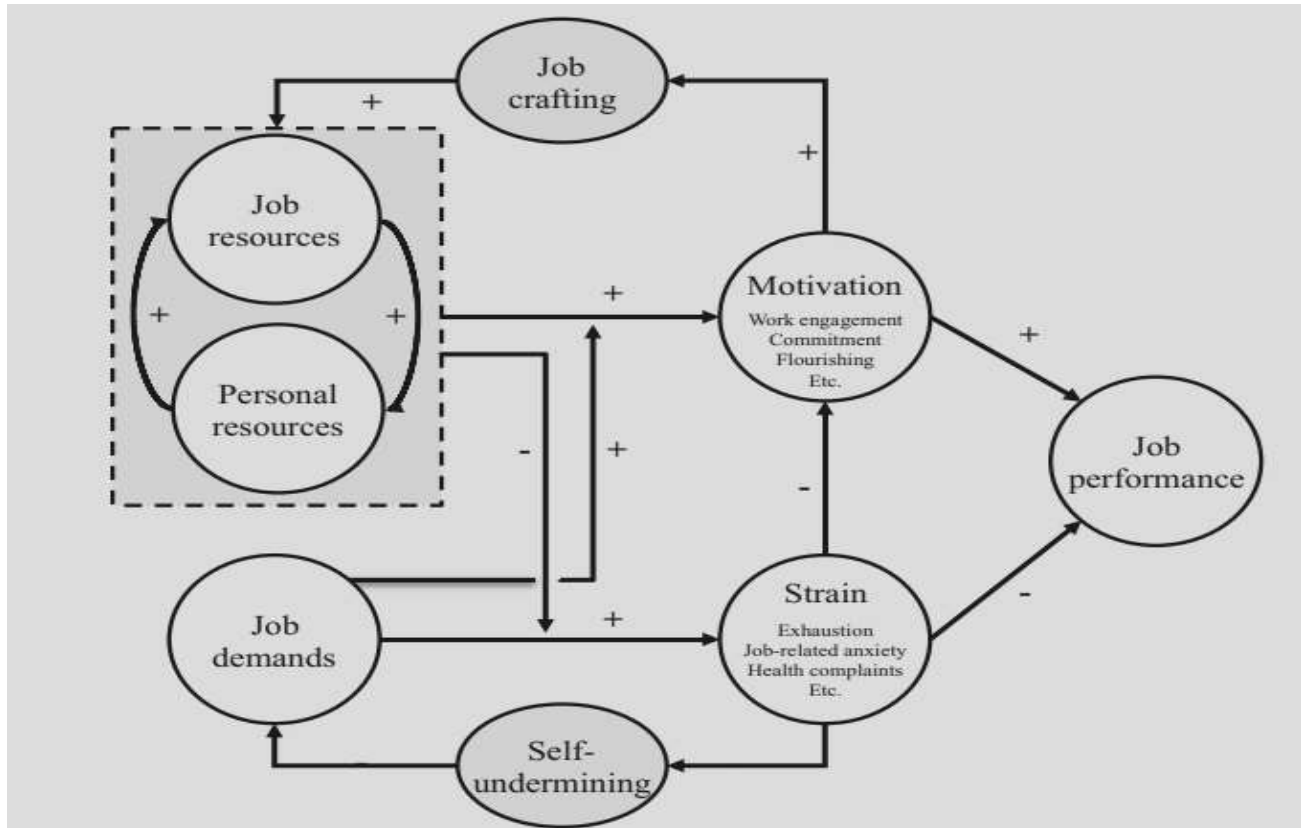 Job
crafting
+
+
Job
resources
+
+
Personal
resources
+
-
+
Motivation
Work engagement
Commitment
Flourishing
Etc.
+
-
Job
performance
-
Job
demands
+
Strain
Exhaustion
Job-related anxiety
Health complaints
Etc.
Self-
undermining